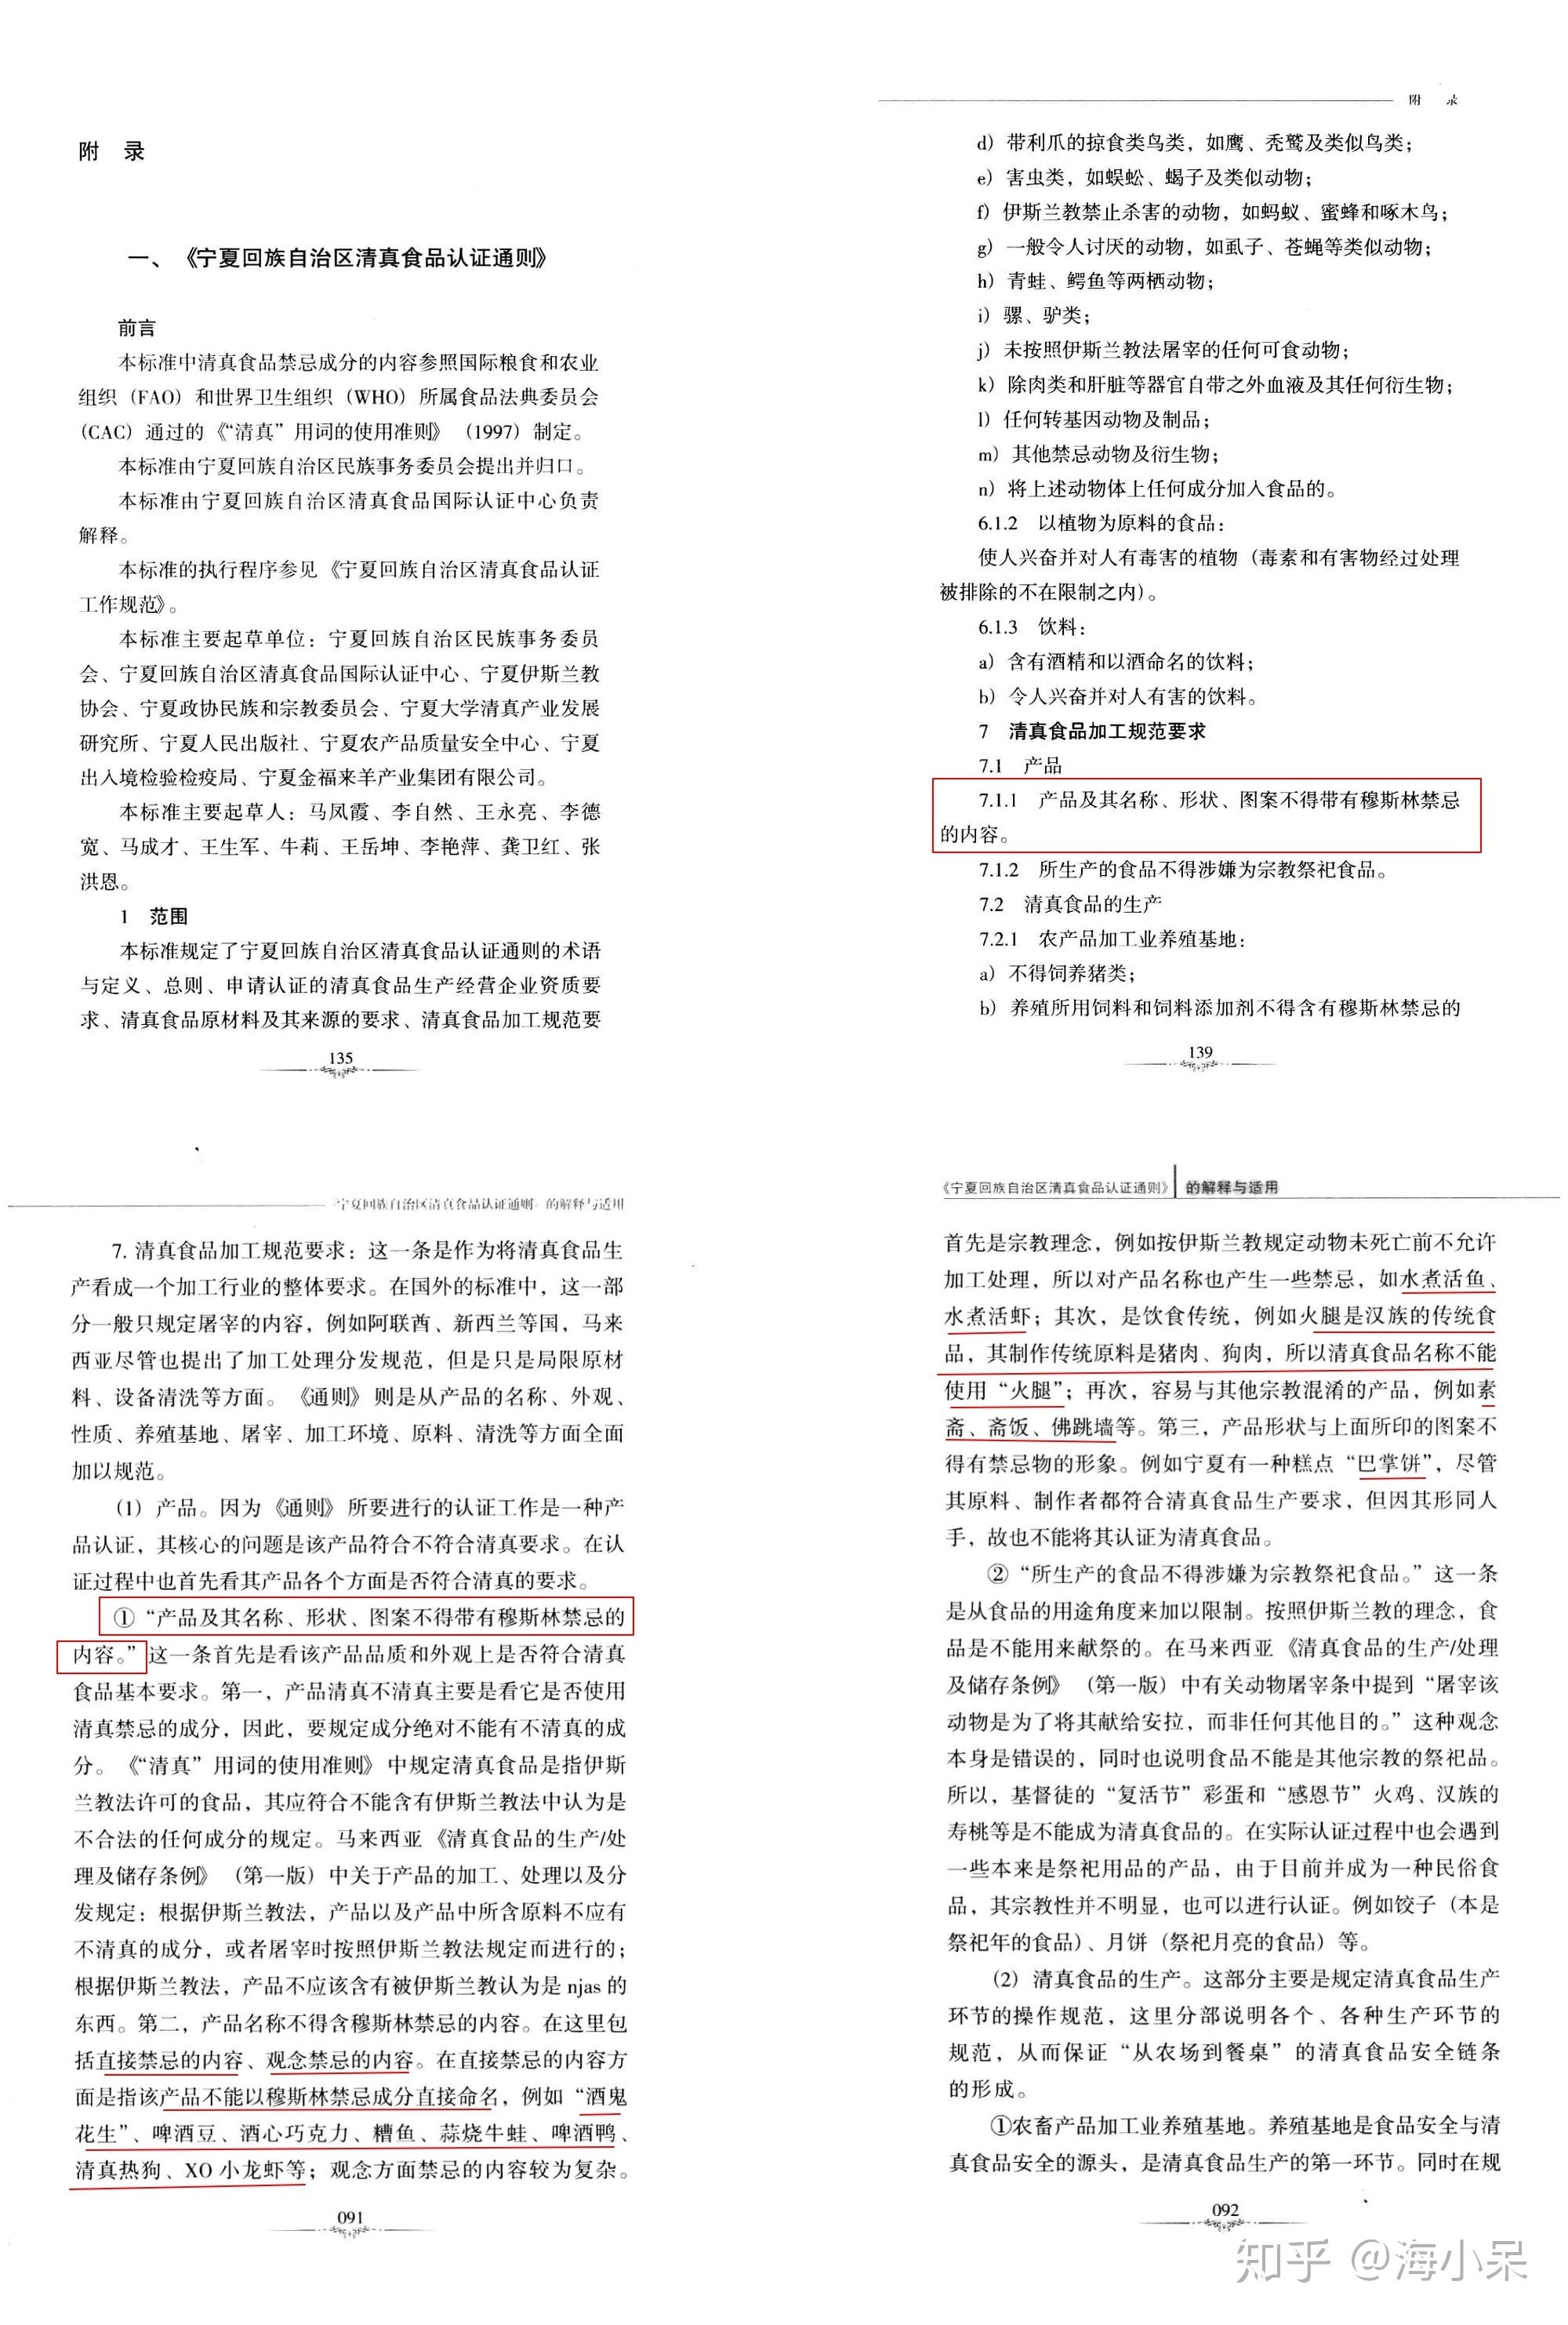 附 录
一、《宁夏回族自治区清真食品认证通则》
前言
本标准中清真食品禁忌成分的内容参照国际粮食和农业
组织（FAO）和世界卫生组织（WHO）所属食品法典委员会
（CAC）通过的《“清真”用词的使用准则》（1997）制定。
本标准由宁夏回族自治区民族事务委员会提出并归口。
本标准由宁夏回族自治区清真食品国际认证中心负责
解释。
本标准的执行程序参见《宁夏回族自治区清真食品认证
工作规范》。
本标准主要起草单位：宁夏回族自治区民族事务委员
会、宁夏回族自治区清真食品国际认证中心、宁夏伊斯兰教
协会、宁夏政协民族和宗教委员会、宁夏大学清真产业发展
研究所、宁夏人民出版社、宁夏农产品质量安全中心、宁夏
出入境检验检疫局、宁夏金福来羊产业集团有限公司。
本标准主要起草人：马凤霞、李自然、王永亮、李德
宽、马成才、王生军、牛莉、王岳坤、李艳萍、龚卫红、张
洪恩。
1 范围
本标准规定了宁夏回族自治区清真食品认证通则的术语
与定义、总则、申请认证的清真食品生产经营企业资质要
求、清真食品原材料及其来源的要求、清真食品加工规范要
135
附 录
d）带利爪的掠食类鸟类，如鹰、秃鹫及类似鸟类；
e）害虫类，如蜈蚣、蝎子及类似动物；
f）伊斯兰教禁止杀害的动物，如蚂蚁、蜜蜂和啄木鸟；
g）一般令人讨厌的动物，如虱子、苍蝇等类似动物；
h）青蛙、鳄鱼等两栖动物；
i）骡、驴类；
j）未按照伊斯兰教法屠宰的任何可食动物；
k）除肉类和肝脏等器官自带之外血液及其任何衍生物；
l）任何转基因动物及制品；
m）其他禁忌动物及衍生物；
n）将上述动物体上任何成分加入食品的。
6.1.2 以植物为原料的食品：
使人兴奋并对人有毒害的植物（毒素和有害物经过处理
被排除的不在限制之内）。
6.1.3 饮料：
a）含有酒精和以酒命名的饮料；
b）令人兴奋并对人有害的饮料。
7 清真食品加工规范要求
7.1 产品
7.1.1 产品及其名称、形状、图案不得带有穆斯林禁忌
的内容。
7.1.2 所生产的食品不得涉嫌为宗教祭祀食品。
7.2 清真食品的生产
7.2.1 农产品加工业养殖基地：
a）不得饲养猪类；
b）养殖所用饲料和饲料添加剂不得含有穆斯林禁忌的
139
《宁夏回族自治区清真食品认证通则》的解释与适用
7. 清真食品加工规范要求：这一条是作为将清真食品生
产看成一个加工行业的整体要求。在国外的标准中，这一部
分一般只规定屠宰的内容，例如阿联酋、新西兰等国，马来
西亚尽管也提出了加工处理分发规范，但是只是局限原材
料、设备清洗等方面。《通则》则是从产品的名称、外观、
性质、养殖基地、屠宰、加工环境、原料、清洗等方面全面
加以规范。
（1）产品。因为《通则》所要进行的认证工作是一种产
品认证，其核心的问题是该产品符合不符合清真要求。在认
证过程中也首先看其产品各个方面是否符合清真的要求。
①“产品及其名称、形状、图案不得带有穆斯林禁忌的
内容。”这一条首先是看该产品品质和外观上是否符合清真
食品基本要求。第一，产品清真不清真主要是看它是否使用
清真禁忌的成分，因此，要规定成分绝对不能有不清真的成
分。《“清真”用词的使用准则》中规定清真食品是指伊斯
兰教法许可的食品，其应符合不能含有伊斯兰教法中认为是
不合法的任何成分的规定。马来西亚《清真食品的生产/处
理及储存条例》（第一版）中关于产品的加工、处理以及分
发规定：根据伊斯兰教法，产品以及产品中所含原料不应有
不清真的成分，或者屠宰时按照伊斯兰教法规定而进行的；
根据伊斯兰教法，产品不应该含有被伊斯兰教认为是 njas 的
东西。第二，产品名称不得含穆斯林禁忌的内容。在这里包
括直接禁忌的内容、观念禁忌的内容。在直接禁忌的内容方
面是指该产品不能以穆斯林禁忌成分直接命名，例如“酒鬼
花生”、啤酒豆、酒心巧克力、糟鱼、蒜烧牛蛙、啤酒鸭、
清真热狗、XO 小龙虾等；观念方面禁忌的内容较为复杂。
091
《宁夏回族自治区清真食品认证通则》的解释与适用
首先是宗教理念，例如按伊斯兰教规定动物未死亡前不允许
加工处理，所以对产品名称也产生一些禁忌，如水煮活鱼、
水煮活虾；其次，是饮食传统，例如火腿是汉族的传统食
品，其制作传统原料是猪肉、狗肉，所以清真食品名称不能
使用“火腿”；再次，容易与其他宗教混淆的产品，例如素
斋、斋饭、佛跳墙等。第三，产品形状与上面所印的图案不
得有禁忌物的形象。例如宁夏有一种糕点“巴掌饼”，尽管
其原料、制作者都符合清真食品生产要求，但因其形同人
手，故也不能将其认证为清真食品。
②“所生产的食品不得涉嫌为宗教祭祀食品。”这一条
是从食品的用途角度来加以限制。按照伊斯兰教的理念，食
品是不能用来献祭的。在马来西亚《清真食品的生产/处理
及储存条例》（第一版）中有关动物屠宰条中提到“屠宰该
动物是为了将其献给安拉，而非任何其他目的。”这种观念
本身是错误的，同时也说明食品不能是其他宗教的祭祀品。
所以，基督徒的“复活节”彩蛋和“感恩节”火鸡、汉族的
寿桃等是不能成为清真食品的。在实际认证过程中也会遇到
一些本来是祭祀用品的产品，由于目前并成为一种民俗食
品，其宗教性并不明显，也可以进行认证。例如饺子（本是
祭祀年的食品）、月饼（祭祀月亮的食品）等。
（2）清真食品的生产。这部分主要是规定清真食品生产
环节的操作规范，这里分部说明各个、各种生产环节的
规范，从而保证“从农场到餐桌”的清真食品安全链条
的形成。
①农畜产品加工业养殖基地。养殖基地是食品安全与清
真食品安全的源头，是清真食品生产的第一环节。同时在规
092
知乎 @海小呆